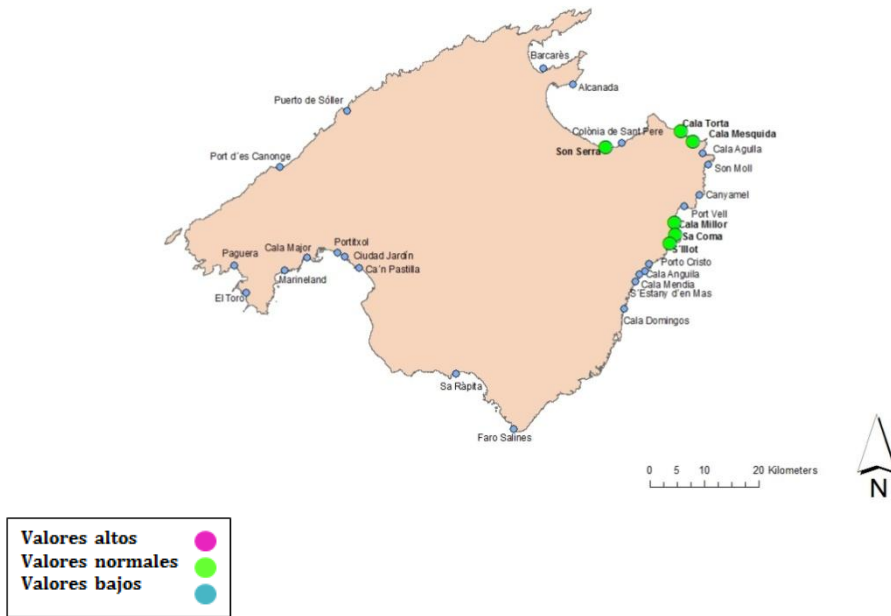 Barcarès
Alcanada
Puerto de Sóller
Cala Torta
Colònia de Sant Pere
Cala Mesquida
Son Serra
Cala Agulla
Port d´es Canonge
Son Moll
Canyamel
Port Vell
Cala Millor
Sa Coma
S´Illot
Portitxol
Cala Major
Ciudad Jardín
Paguera
Ca´n Pastilla
Marineland
Porto Cristo
Cala Anguila
Cala Mendia
S´Estany d´en Mas
El Toro
Cala Domingos
Sa Ràpita
Faro Salines
0 5 10 20 Kilometers
N
Valores altos
Valores normales
Valores bajos